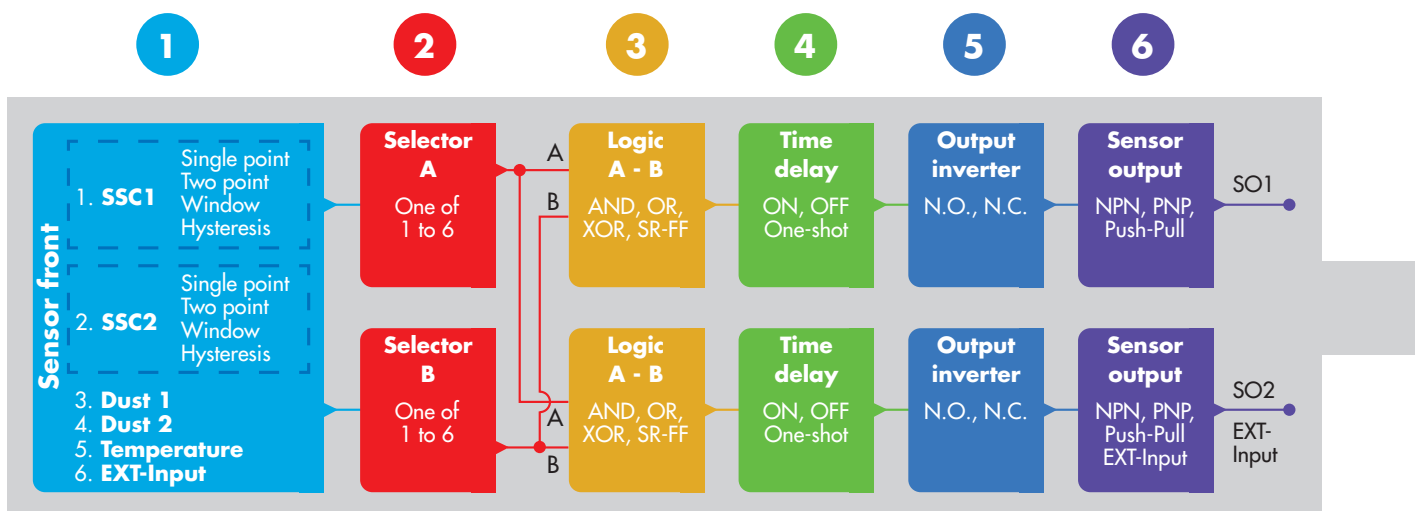 1
2
3
4
5
6
Sensor front
1. SSC1
Single point
Two point
Window
Hysteresis
2. SSC2
Single point
Two point
Window
Hysteresis
3. Dust 1
4. Dust 2
5. Temperature
6. EXT-Input
Selector
A
One of
1 to 6
A
B
Logic
A - B
AND, OR,
XOR, SR-FF
Time
delay
ON, OFF
One-shot
Output
inverter
N.O., N.C.
Sensor
output
NPN, PNP,
Push-Pull
SO1
Selector
B
One of
1 to 6
A
B
Logic
A - B
AND, OR,
XOR, SR-FF
Time
delay
ON, OFF
One-shot
Output
inverter
N.O., N.C.
Sensor
output
NPN, PNP,
Push-Pull
EXT-Input
SO2
EXT-
Input